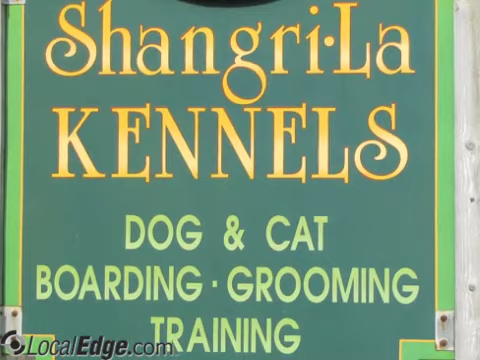 Shangri-La
KENNELS
DOG & CAT
BOARDING · GROOMING
TRAINING
LocalEdge.com